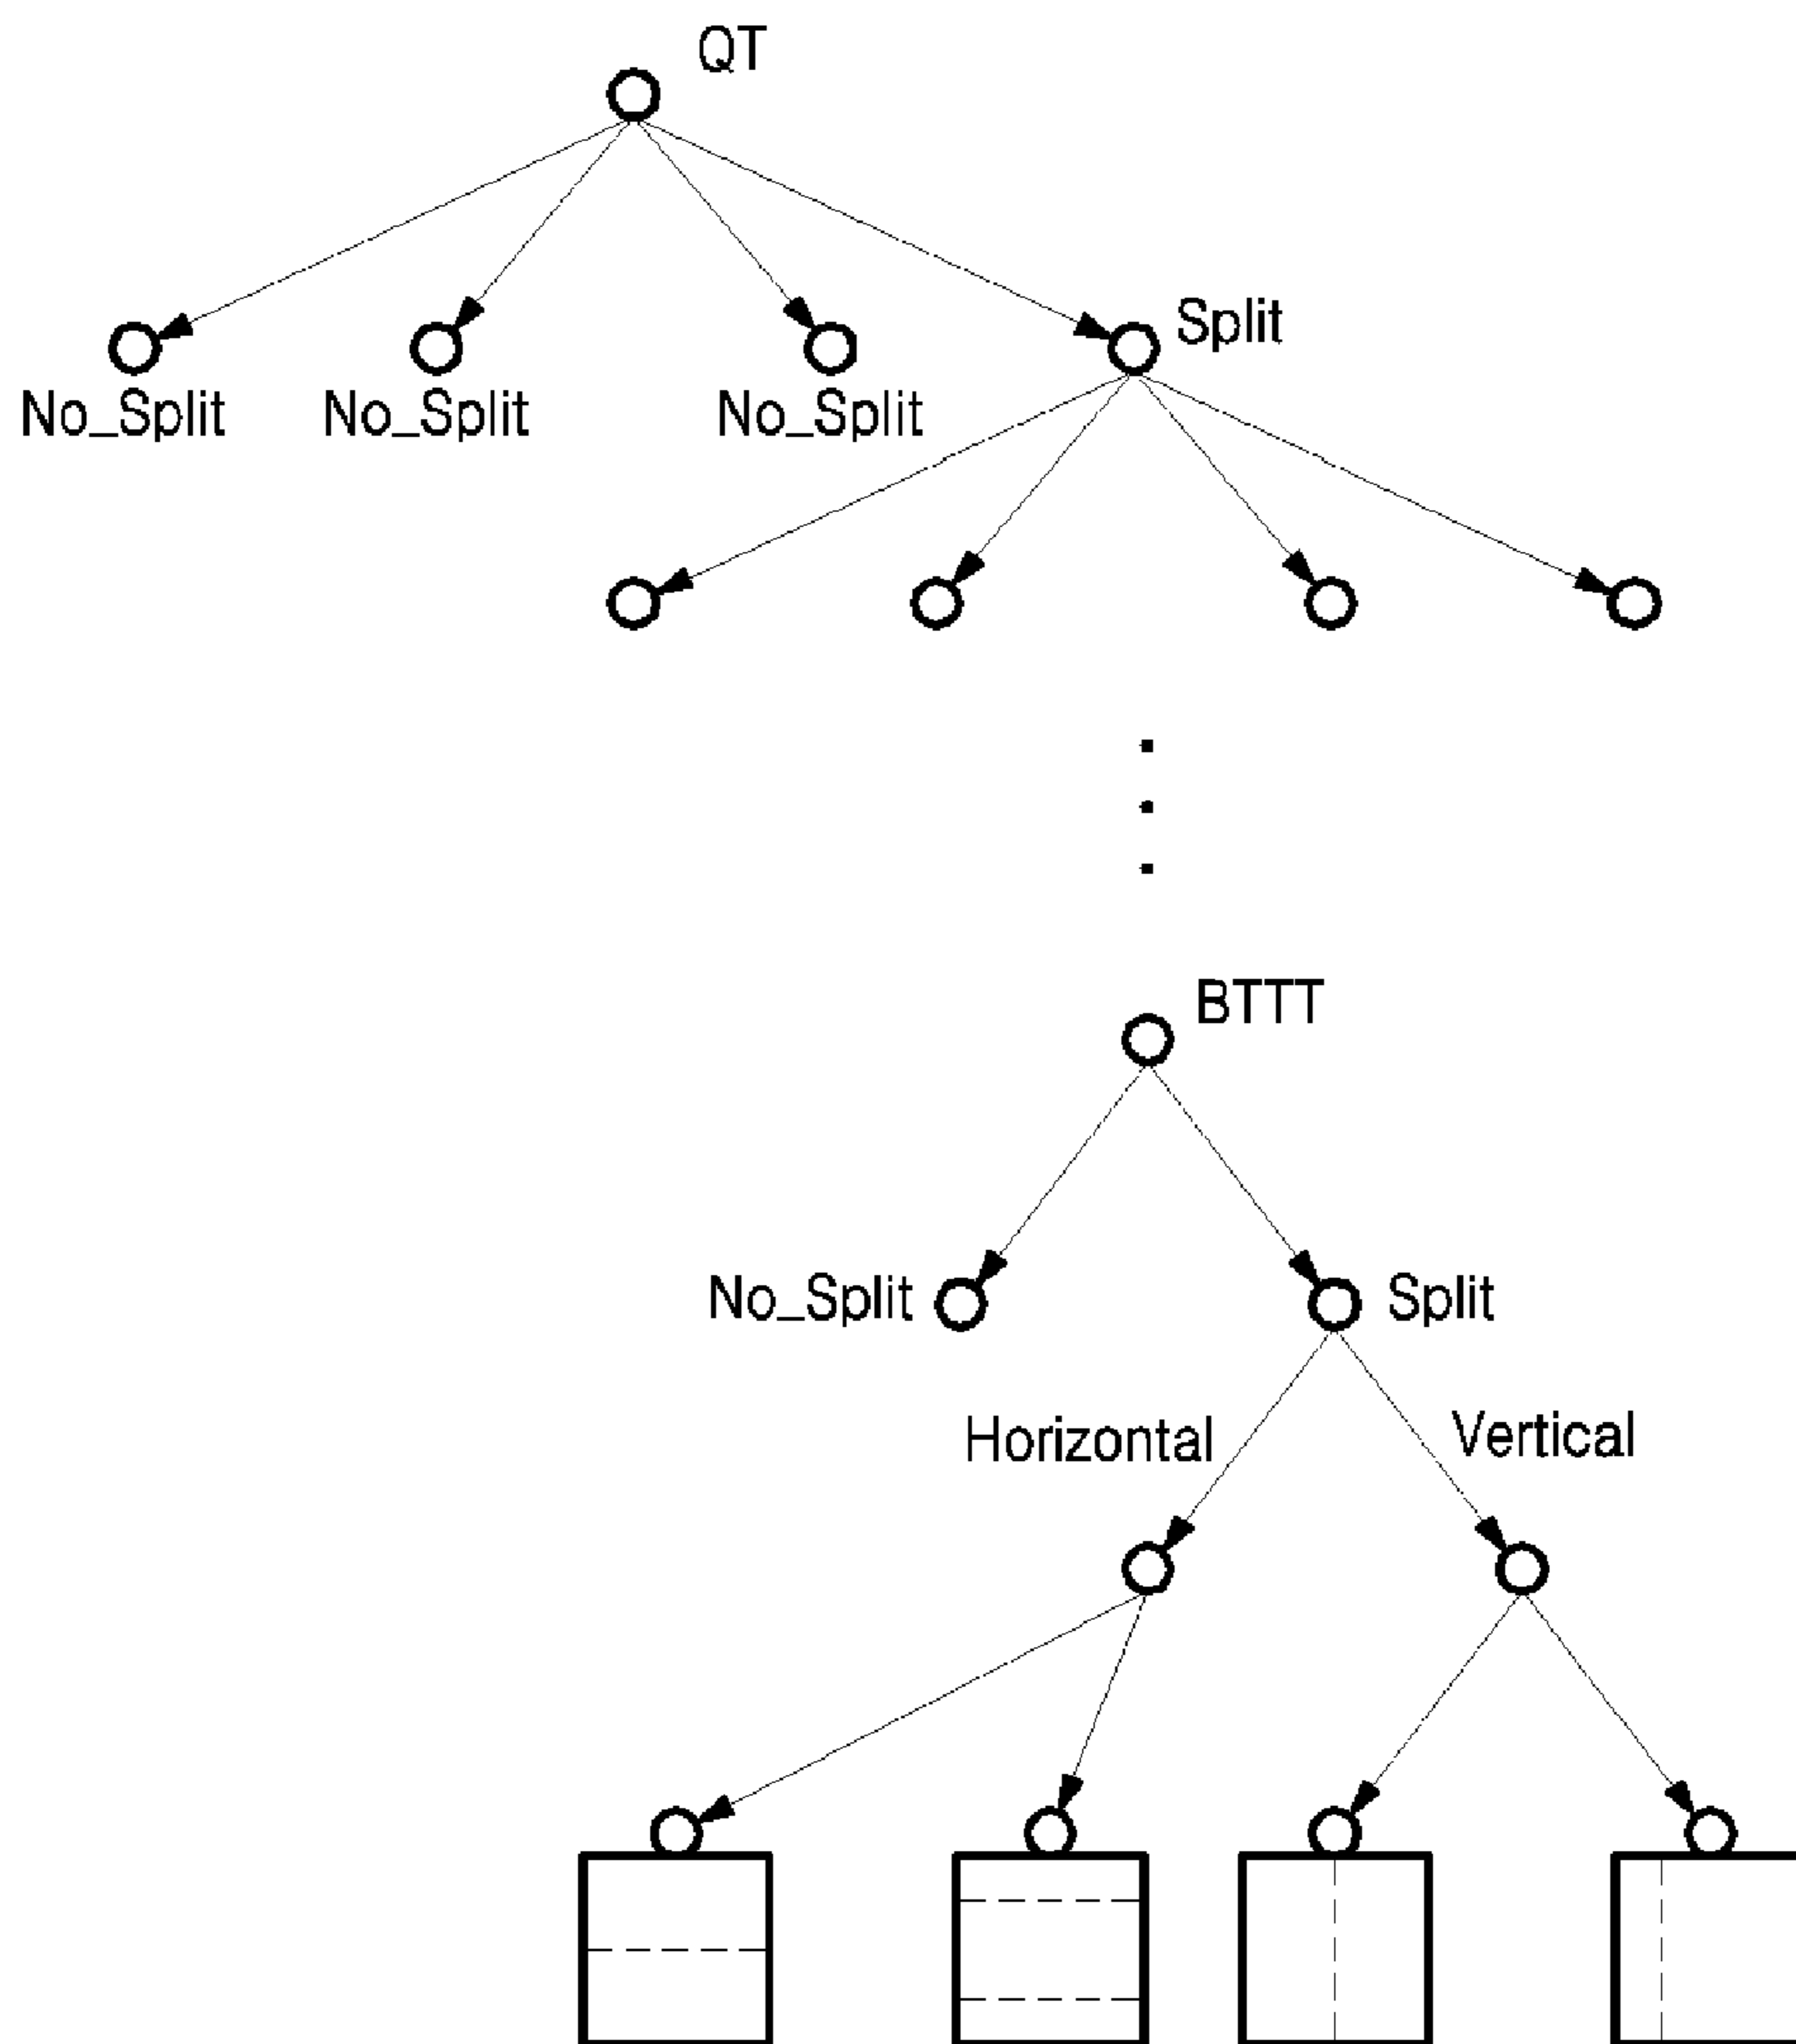 QT
Split
No_Split
No_Split
No_Split
BTTT
No_Split
Split
Horizontal
Vertical